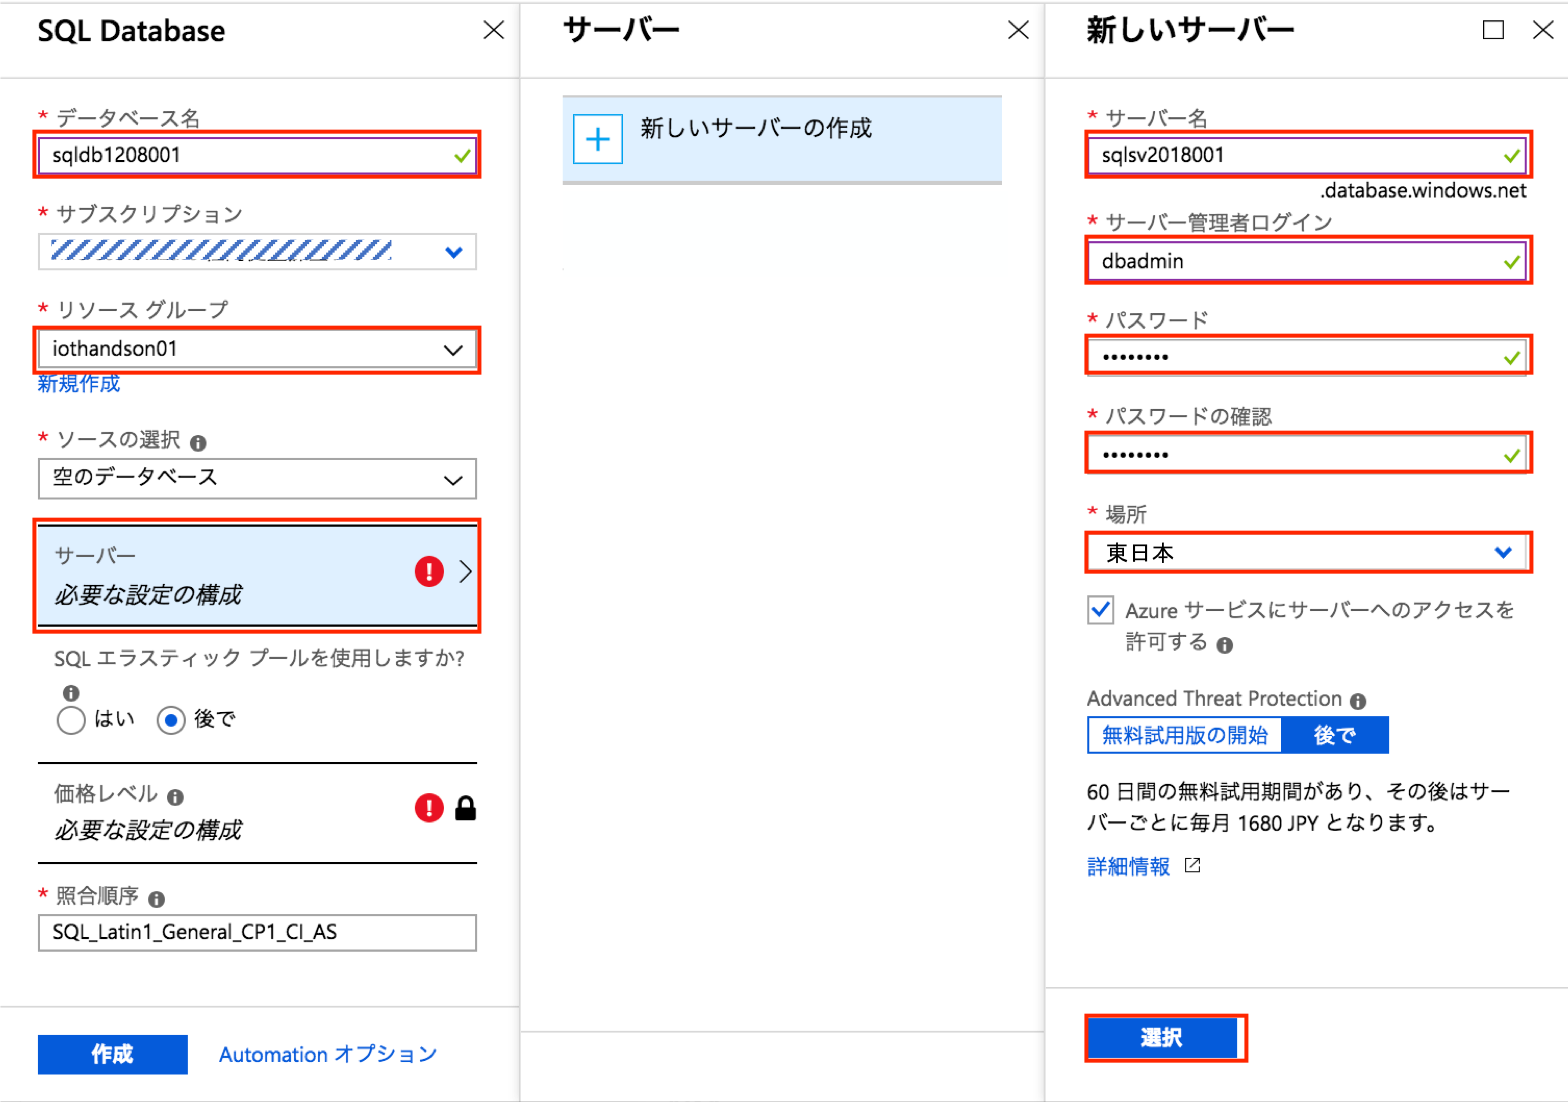 SQL Database
* データベース名
sqldb1208001
* サブスクリプション
* リソース グループ
iothandson01
新規作成
* ソースの選択
空のデータベース
サーバー
必要な設定の構成
SQL エラスティック プールを使用しますか?
はい 後で
価格レベル
必要な設定の構成
* 照合順序
SQL_Latin1_General_CP1_CI_AS
作成 Automation オプション
サーバー
新しいサーバーの作成
新しいサーバー
* サーバー名
sqlsv2018001
.database.windows.net
* サーバー管理者ログイン
dbadmin
* パスワード
••••••••
* パスワードの確認
••••••••
* 場所
東日本
Azure サービスにサーバーへのアクセスを
許可する
Advanced Threat Protection
無料試用版の開始 後で
60 日間の無料試用期間があり、その後はサー
バーごとに毎月 1680 JPY となります。
詳細情報
選択